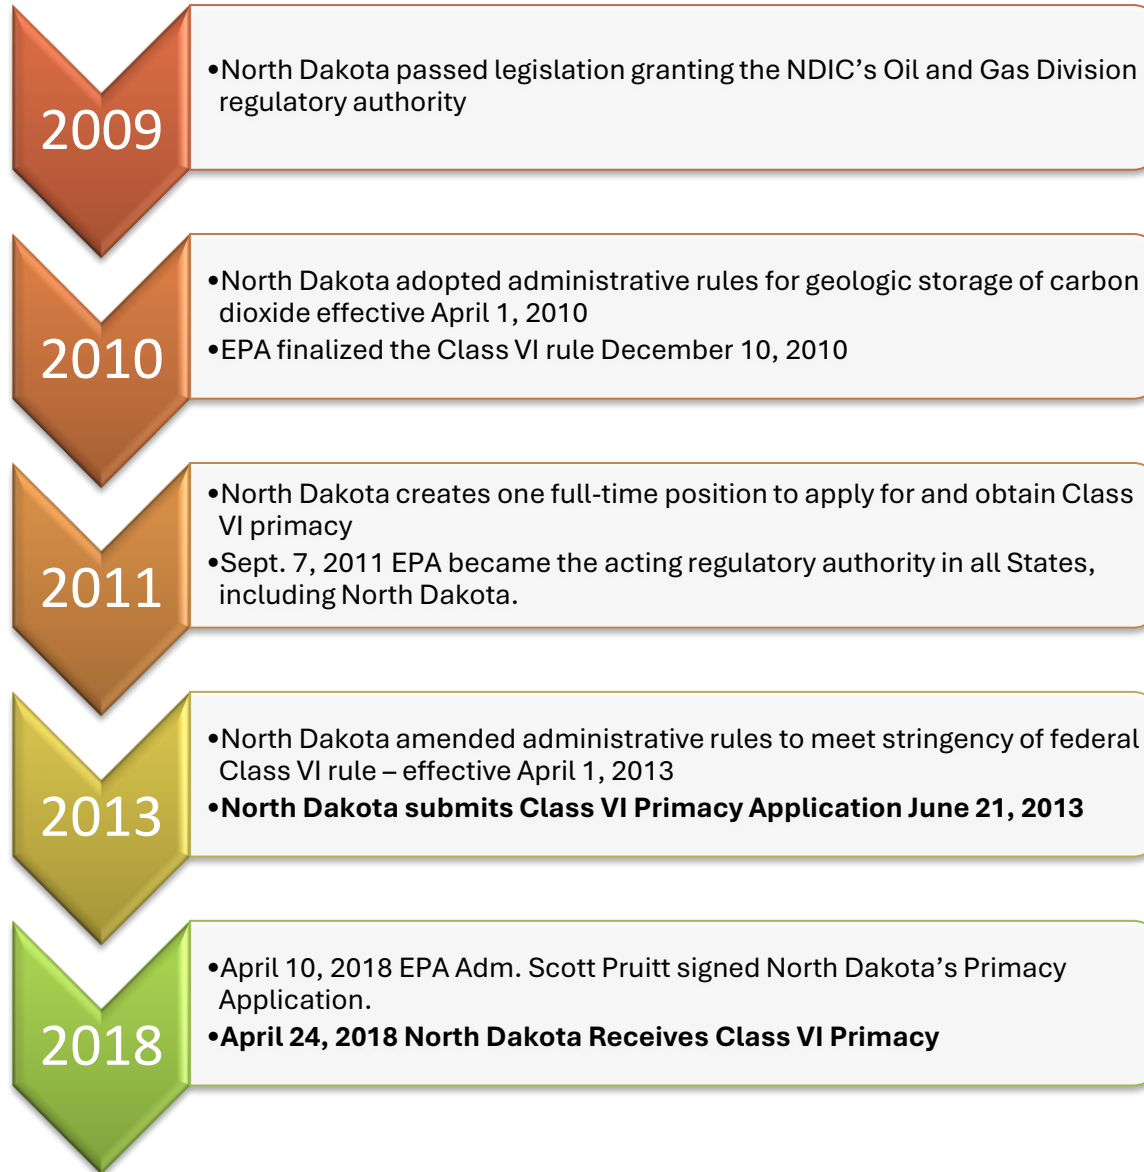 2009
•North Dakota passed legislation granting the NDIC’s Oil and Gas Division
regulatory authority
2010
•North Dakota adopted administrative rules for geologic storage of carbon
dioxide effective April 1, 2010
•EPA finalized the Class VI rule December 10, 2010
2011
•North Dakota creates one full-time position to apply for and obtain Class
VI primacy
•Sept. 7, 2011 EPA became the acting regulatory authority in all States,
including North Dakota.
2013
•North Dakota amended administrative rules to meet stringency of federal
Class VI rule – effective April 1, 2013
•North Dakota submits Class VI Primacy Application June 21, 2013
2018
•April 10, 2018 EPA Adm. Scott Pruitt signed North Dakota’s Primacy
Application.
•April 24, 2018 North Dakota Receives Class VI Primacy